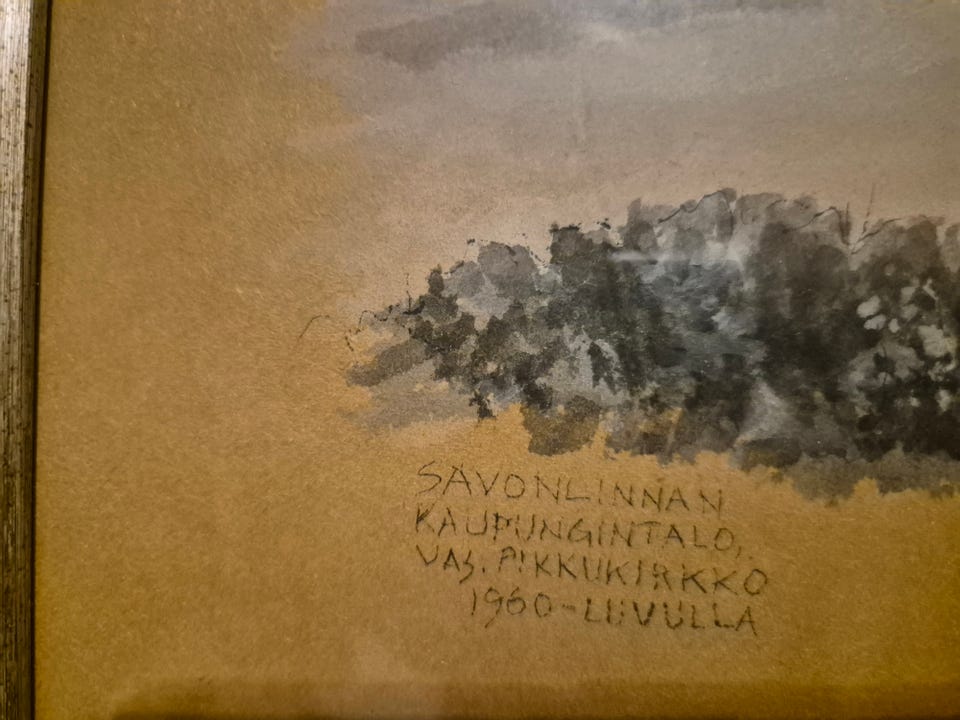 SAVONLINNAN
KAUPUNGINTALO,
VAS. PIKKUKIRKKO
1960-LUVULLA